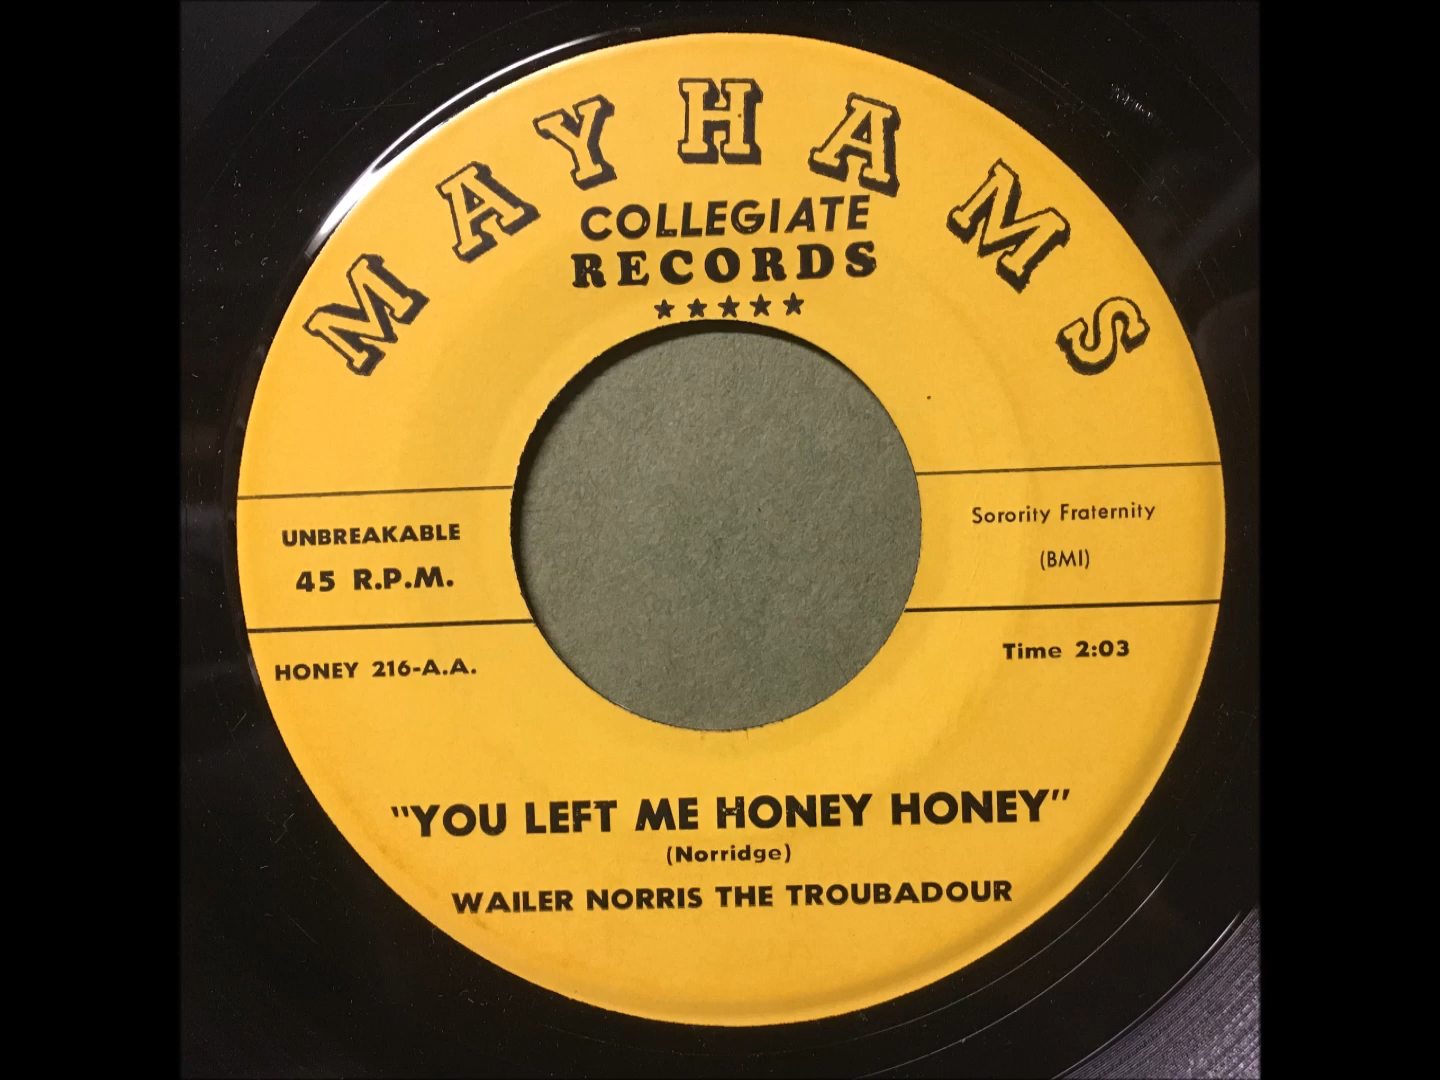 MAYHAMS
COLLEGIATE
RECORDS
★★★★★
UNBREAKABLE
45 R.P.M.
HONEY 216-A.A.
Sorority Fraternity
(BMI)
Time 2:03
"YOU LEFT ME HONEY HONEY"
(Norridge)
WAILER NORRIS THE TROUBADOUR